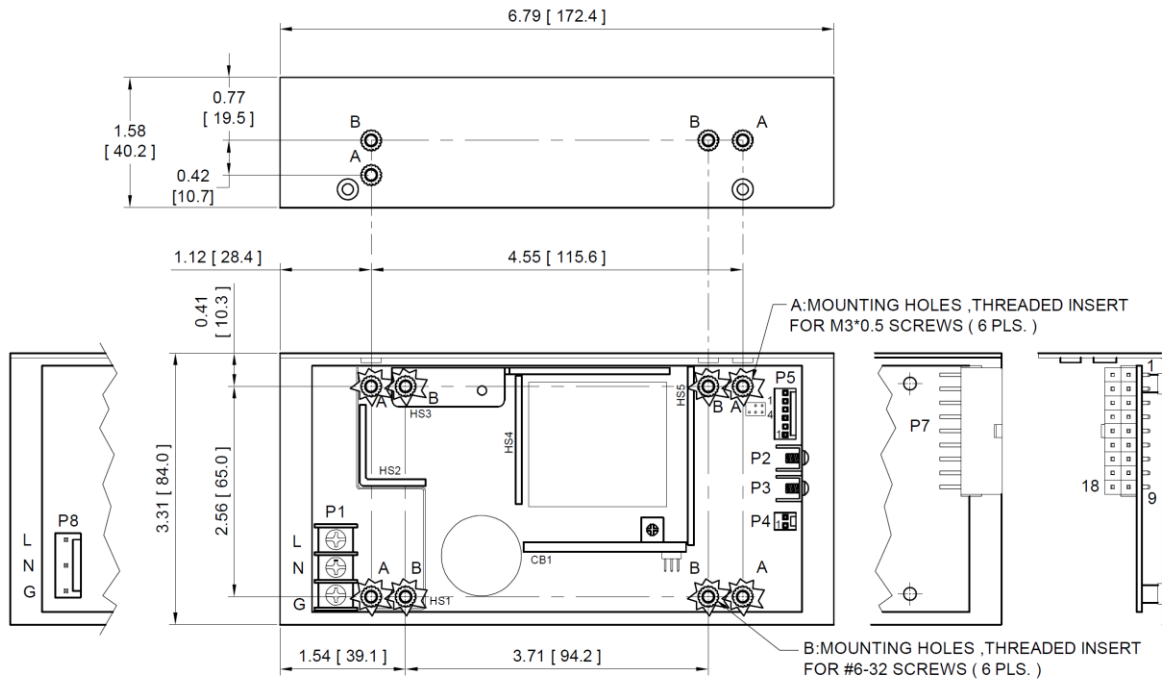 6.79 [ 172.4 ]
0.77
[ 19.5 ]
1.58
[ 40.2 ]
0.42
[10.7]
B
A
B
A
1.12 [ 28.4 ]
4.55 [ 115.6 ]
0.41
[ 10.3 ]
A:MOUNTING HOLES ,THREADED INSERT
FOR M3*0.5 SCREWS ( 6 PLS. )
3.31 [ 84.0 ]
2.56 [ 65.0 ]
A
B
HS3
HS2
HS4
HS5
B
A
P5
1
4
1
P2
P3
P4
1
P1
L
N
G
A
B
HS1
CB1
B
A
P8
L
N
G
P7
1
18
9
1.54 [ 39.1 ]
3.71 [ 94.2 ]
B:MOUNTING HOLES ,THREADED INSERT
FOR #6-32 SCREWS ( 6 PLS. )